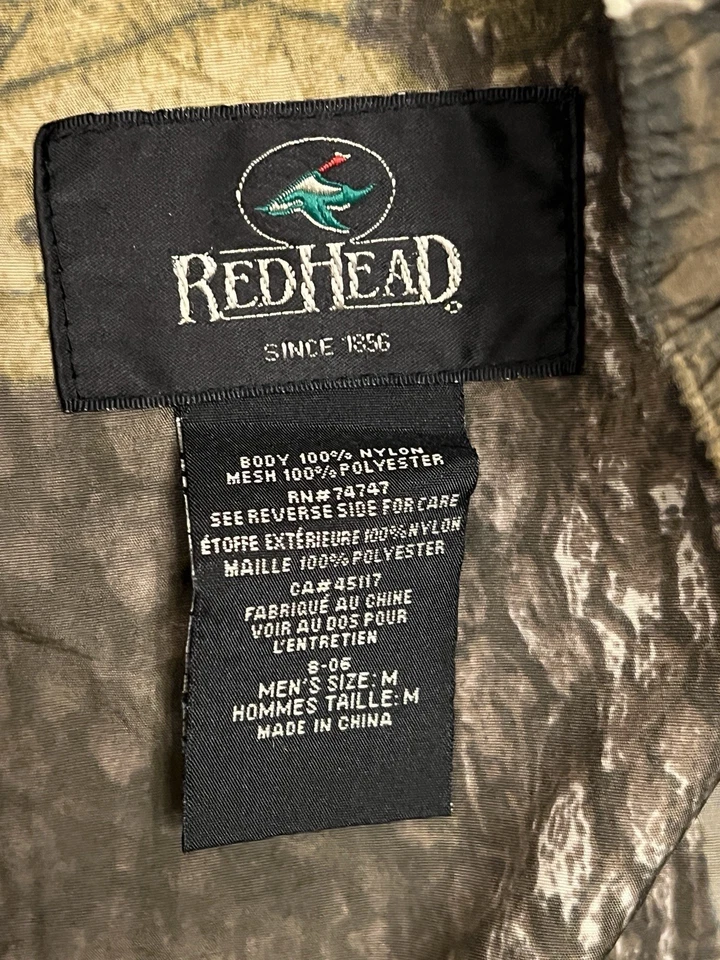 REDHEAD
SINCE 1856
BODY 100% NYLON
MESH 100% POLYESTER
RN# 74747
SEE REVERSE SIDE FOR CARE
ÉTOFFE EXTÉRIEURE 100% NYLON
MAILLE 100% POLYESTER
CA# 45117
FABRIQUÉ AU CHINE
VOIR AU DOS POUR
L'ENTRETIEN
8-06
MEN'S SIZE: M
HOMMES TAILLE: M
MADE IN CHINA